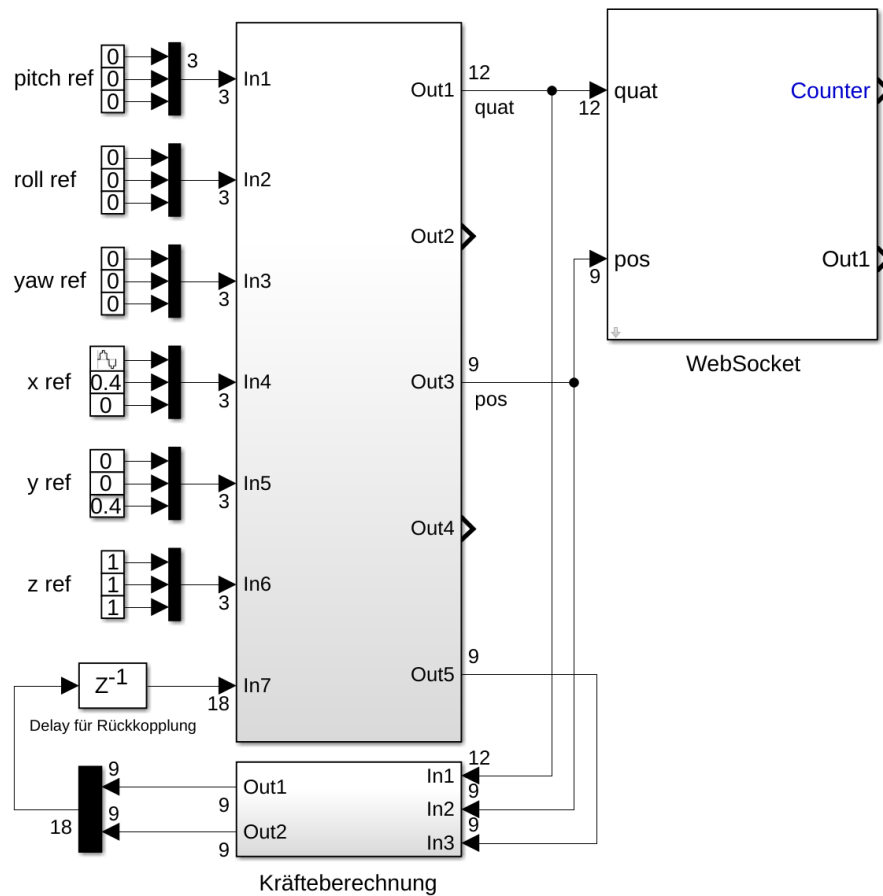 pitch ref
0
0
0
3
3
In1
roll ref
0
0
0
3
In2
yaw ref
0
0
0
3
In3
x ref
0.4
0
3
In4
y ref
0
0
0.4
3
In5
z ref
1
1
1
3
In6
Z-1
Delay für Rückkopplung
18
In7
Out1
12
quat
Out2
Out3
9
pos
Out4
Out5
9
12
quat
Counter
9
pos
Out1
WebSocket
18
9
9
Out1
9
Out2
9
In1
12
In2
9
In3
9
Kräfteberechnung